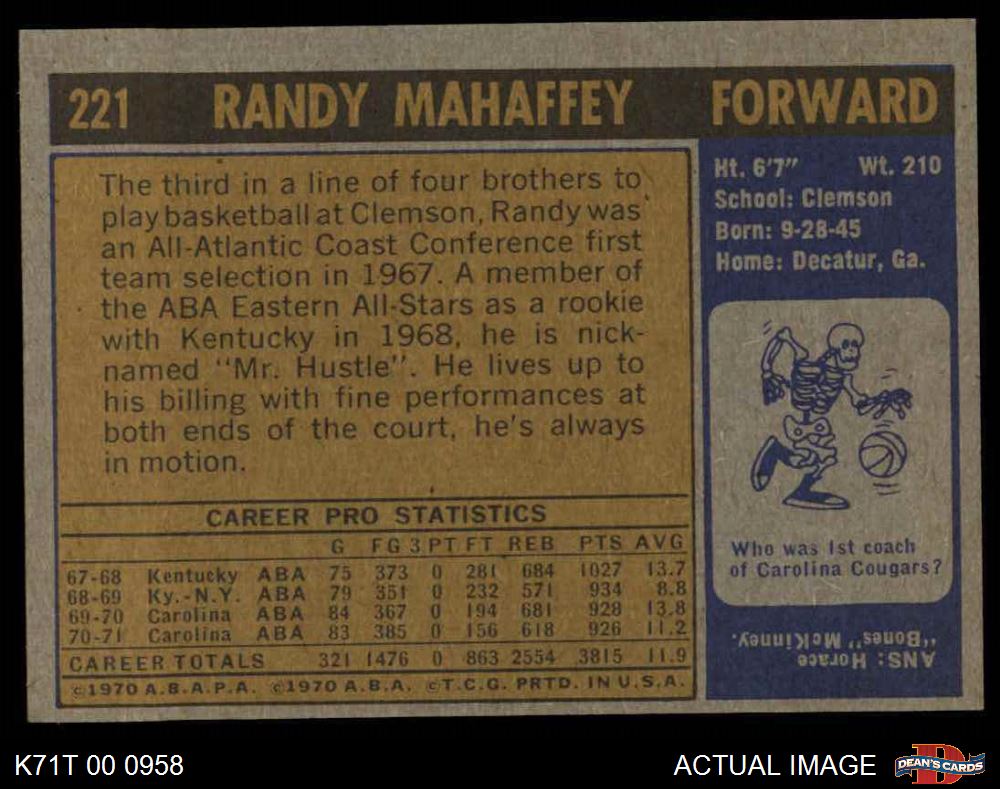 221 RANDY MAHAFFEY FORWARD
The third in a line of four brothers to
play basketball at Clemson, Randy was
an All-Atlantic Coast Conference first
team selection in 1967. A member of
the ABA Eastern All-Stars as a rookie
with Kentucky in 1968, he is nick-
named "Mr. Hustle". He lives up to
his billing with fine performances at
both ends of the court, he's always
in motion.
CAREER PRO STATISTICS
G FG 3 PT FT REB PTS AVG
67-68 Kentucky ABA 75 373 0 281 684 1027 13.7
68-69 Ky.-N.Y. ABA 79 351 0 232 571 934 8.8
69-70 Carolina ABA 84 367 0 194 681 928 13.8
70-71 Carolina ABA 83 385 0 156 618 926 11.2
CAREER TOTALS 321 1476 0 863 2554 3815 11.9
©1970 A.B.A.P.A. ©1970 A.B.A. ©T.C.G. PRTD. IN U.S.A.
Ht. 6'7" Wt. 210
School: Clemson
Born: 9-28-45
Home: Decatur, Ga.
Who was 1st coach
of Carolina Cougars?
ANS: Horace
"Bones" McKinney.
K71T 00 0958
ACTUAL IMAGE
D
DEAN'S CARDS